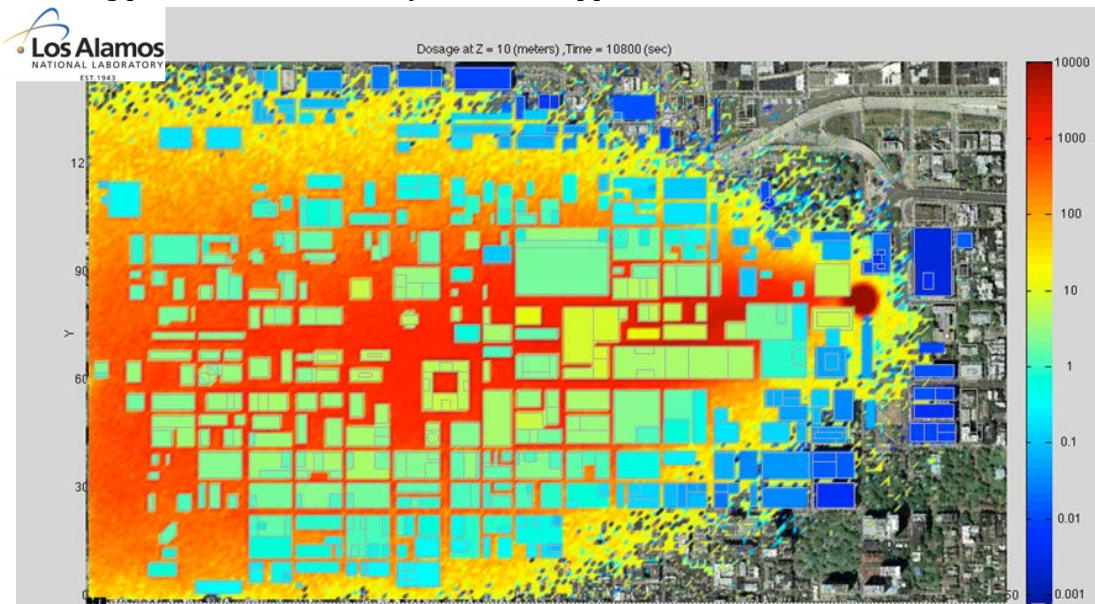 Los Alamos
NATIONAL LABORATORY
EST. 1943
Dosage at Z = 10 (meters) ,Time = 10800 (sec)
10000
1000
100
10
1
0.1
0.01
0.001
12
90
60
30
0
Y
50